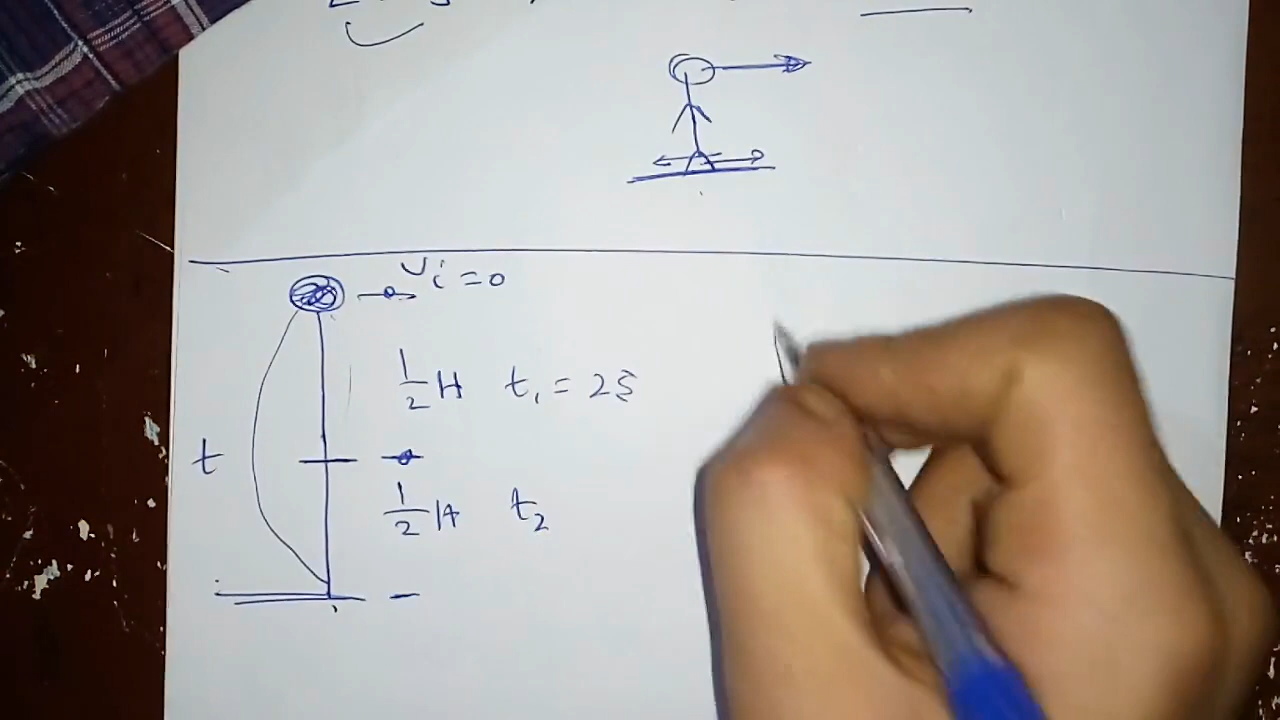 Vi = 0
1/2 H t₁ = 2s
t
1/2 H t₂